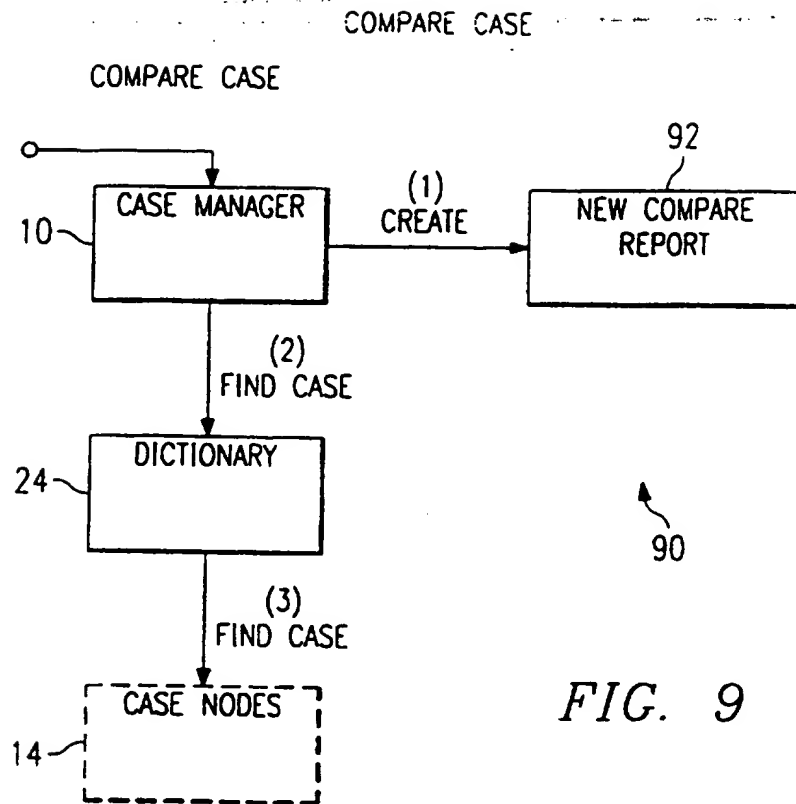 COMPARE CASE
COMPARE CASE
92
CASE MANAGER
10
(1)
CREATE
NEW COMPARE
REPORT
(2)
FIND CASE
DICTIONARY
24
90
(3)
FIND CASE
CASE NODES
14
FIG. 9